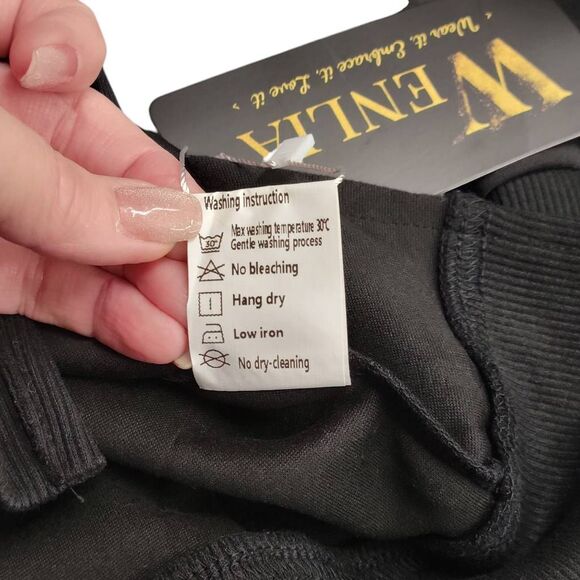 WENLIA
< Wear it, Embrace it, Love it >
Washing instruction
30°
Max washing temperature 30℃
Gentle washing process
No bleaching
Hang dry
Low iron
No dry-cleaning